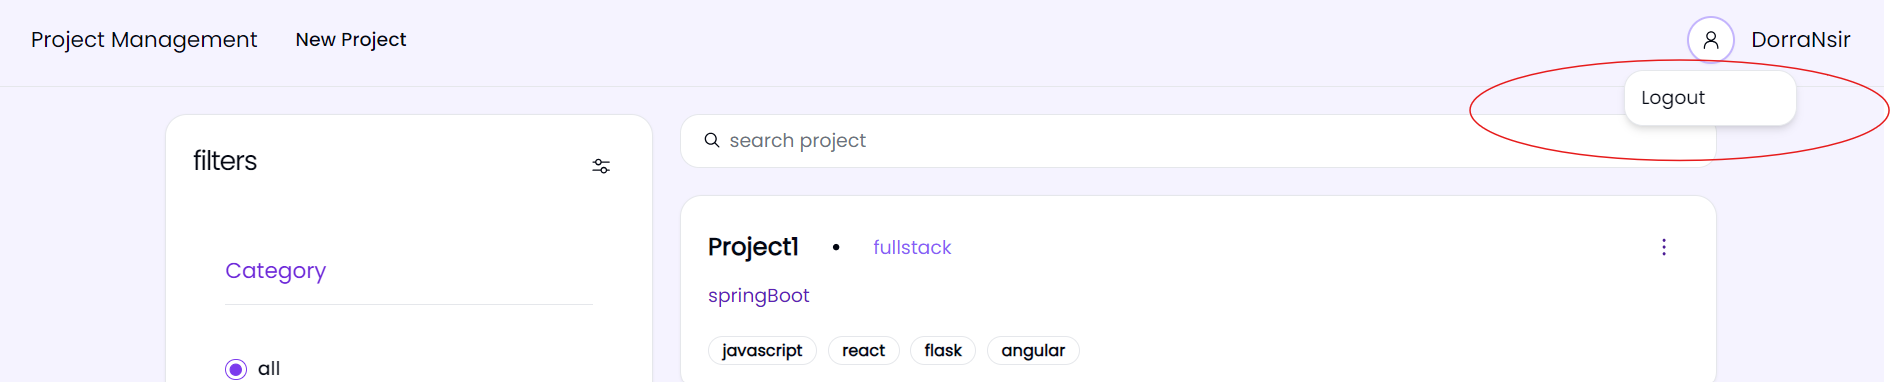 Project Management New Project DorraNsir
Logout
filters
Category
all
search project
Project1 • fullstack
springBoot
javascript react flask angular